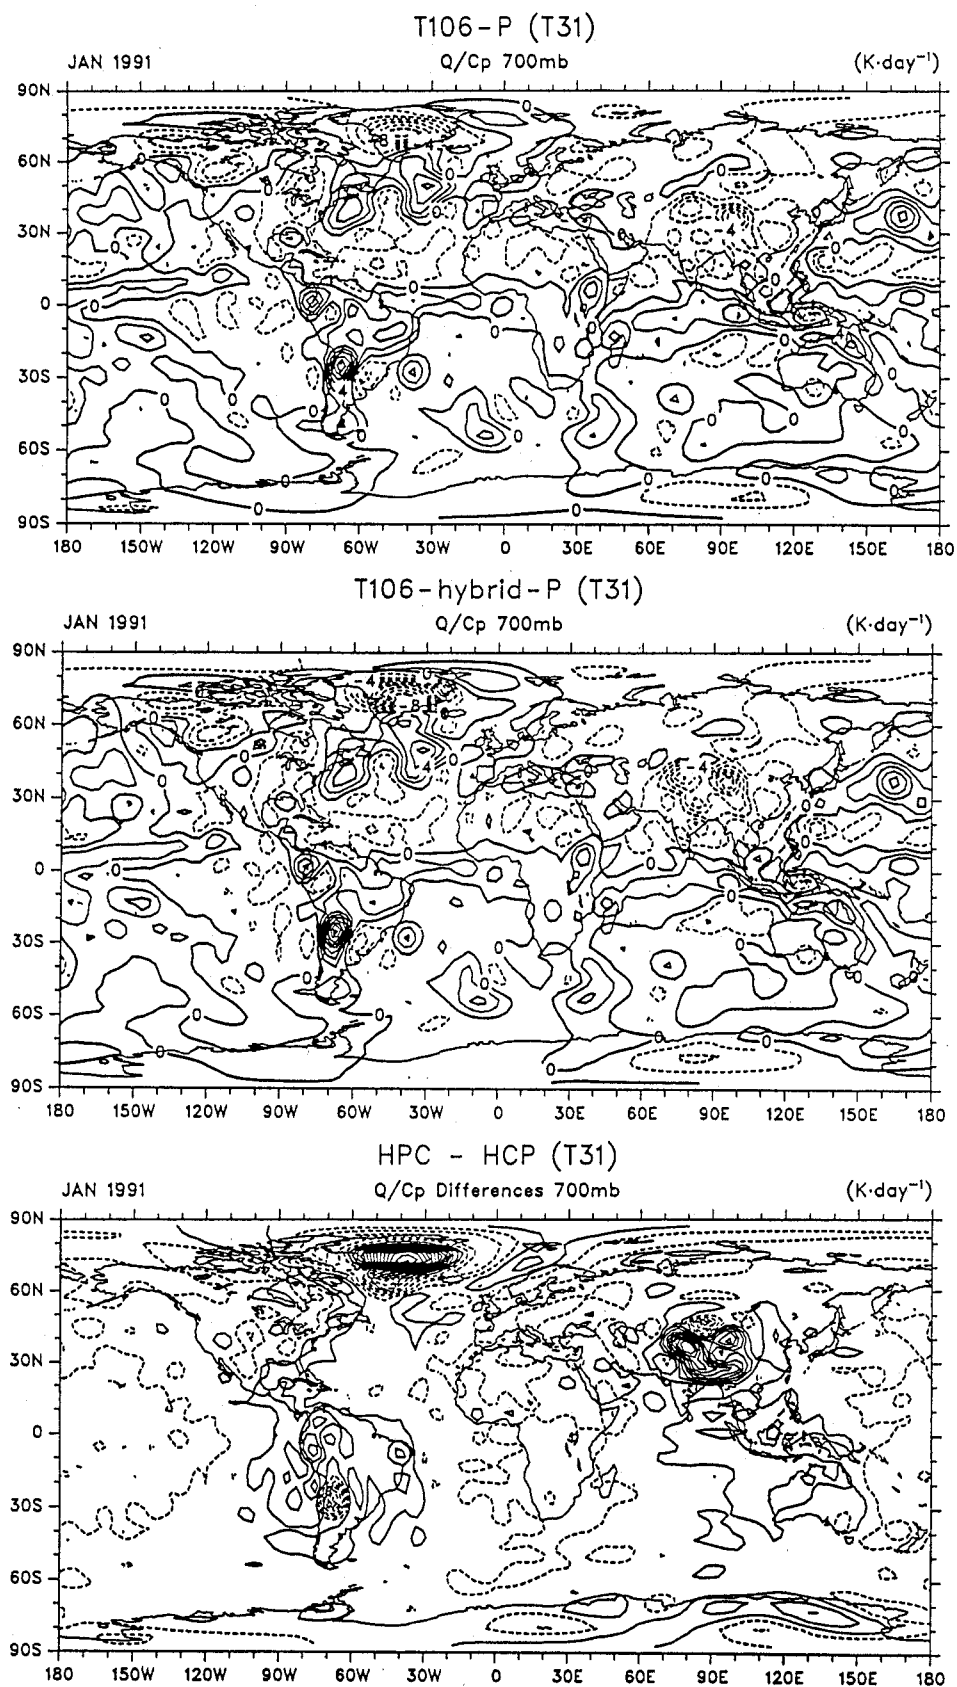 T106-P (T31)
JAN 1991 Q/Cp 700mb (K·day⁻¹)
90N
60N
30N
0
30S
60S
90S
180 150W 120W 90W 60W 30W 0 30E 60E 90E 120E 150E 180
T106-hybrid-P (T31)
JAN 1991 Q/Cp 700mb (K·day⁻¹)
90N
60N
30N
0
30S
60S
90S
180 150W 120W 90W 60W 30W 0 30E 60E 90E 120E 150E 180
HPC - HCP (T31)
JAN 1991 Q/Cp Differences 700mb (K·day⁻¹)
90N
60N
30N
0
30S
60S
90S
180 150W 120W 90W 60W 30W 0 30E 60E 90E 120E 150E 180